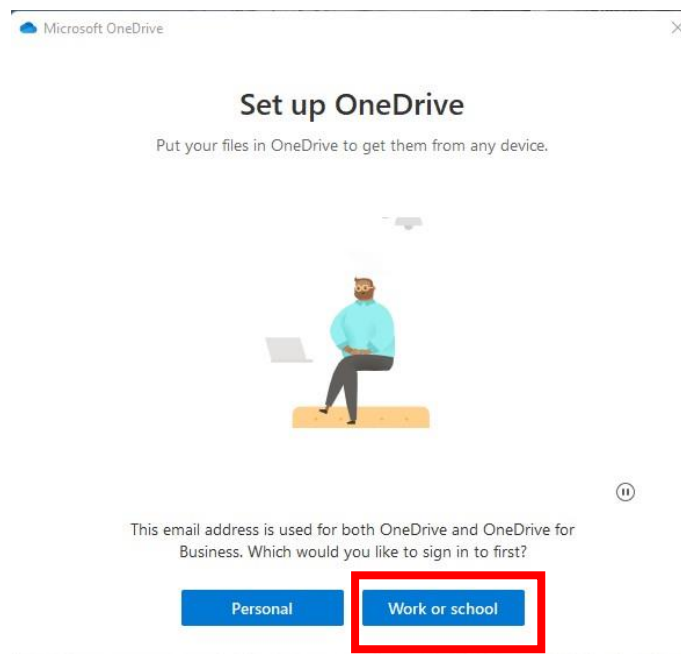 Microsoft OneDrive
Set up OneDrive
Put your files in OneDrive to get them from any device.
This email address is used for both OneDrive and OneDrive for
Business. Which would you like to sign in to first?
Personal
Work or school